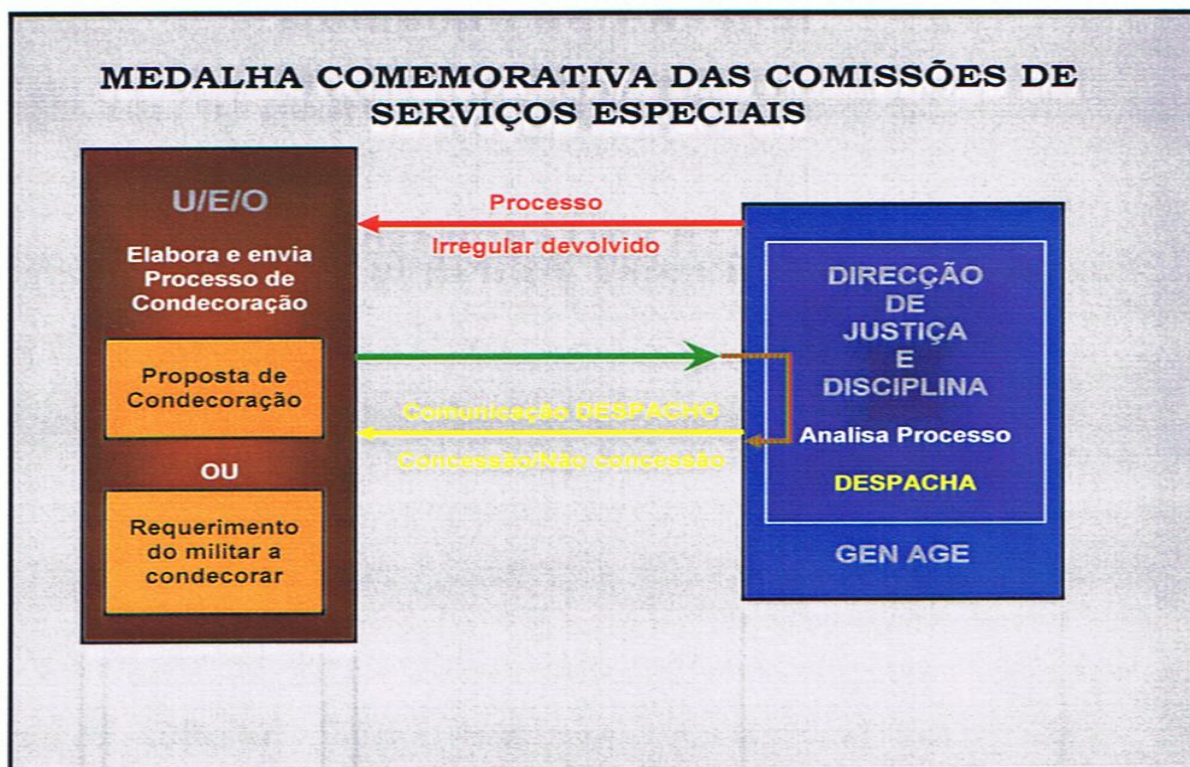 MEDALHA COMEMORATIVA DAS COMISSÕES DE
SERVIÇOS ESPECIAIS
U/E/O
Elabora e envia
Processo de
Condecoração
Proposta de
Condecoração
OU
Requerimento
do militar a
condecorar
Processo
Irregular devolvido
Comunicação DESPACHO
Concessão/Não concessão
DIRECÇÃO
DE
JUSTIÇA
E
DISCIPLINA
Analisa Processo
DESPACHA
GEN AGE